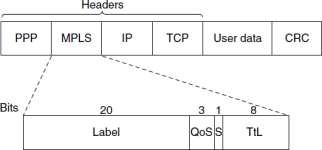 Headers
PPP MPLS IP TCP User data CRC
Bits 20 3 1 8
Label QoS S TtL